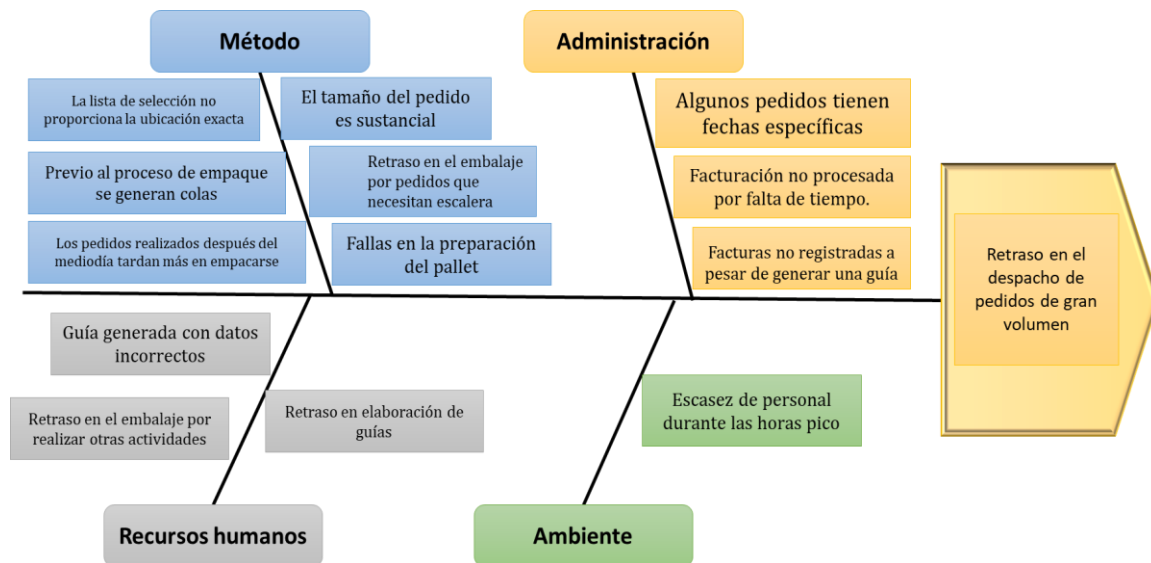 Método
Administración
La lista de selección no
proporciona la ubicación exacta
El tamaño del pedido
es sustancial
Algunos pedidos tienen
fechas específicas
Previo al proceso de empaque
se generan colas
Retraso en el embalaje
por pedidos que
necesitan escalera
Facturación no procesada
por falta de tiempo.
Los pedidos realizados después del
mediodía tardan más en empacarse
Fallas en la preparación
del pallet
Facturas no registradas a
pesar de generar una guía
Retraso en el
despacho de
pedidos de gran
volumen
Guía generada con datos
incorrectos
Retraso en el embalaje por
realizar otras actividades
Retraso en elaboración de
guías
Escasez de personal
durante las horas pico
Recursos humanos
Ambiente